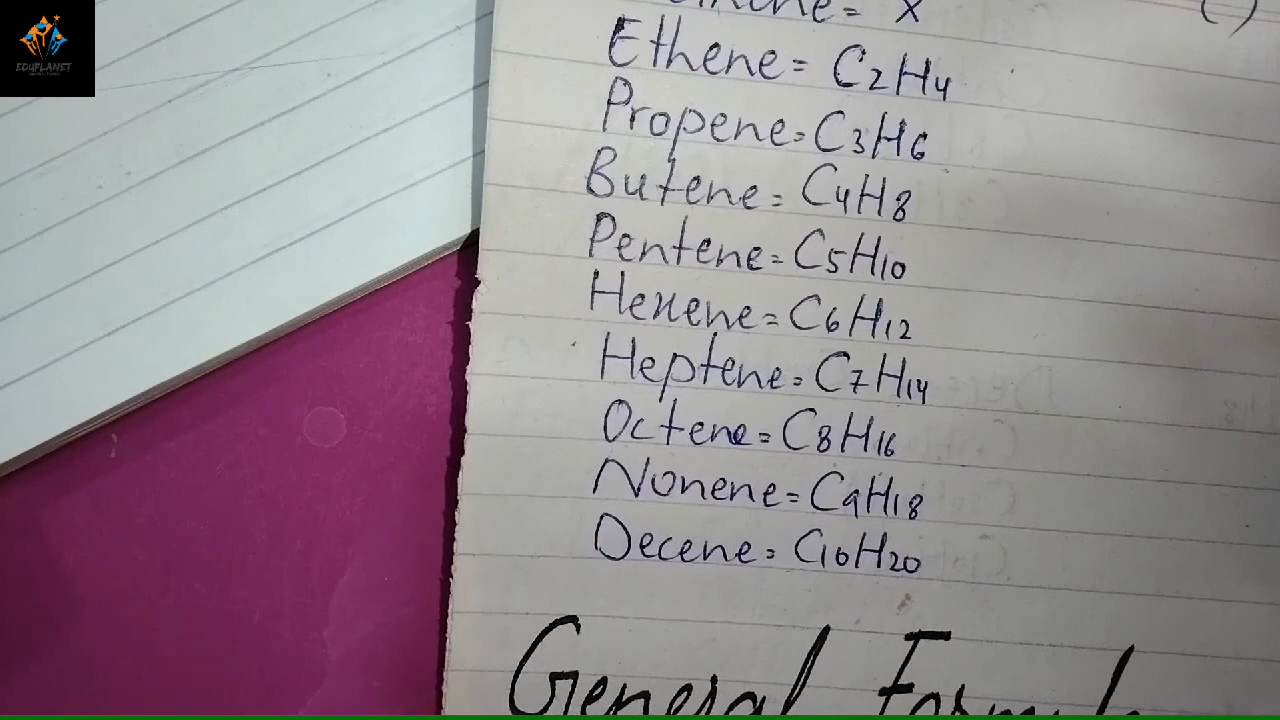 EDUPLANET
= x
Ethene = C2H4
Propene = C3H6
Butene = C4H8
Pentene = C5H10
Hexene = C6H12
Heptene = C7H14
Octene = C8H16
Nonene = C9H18
Decene = C10H20
General